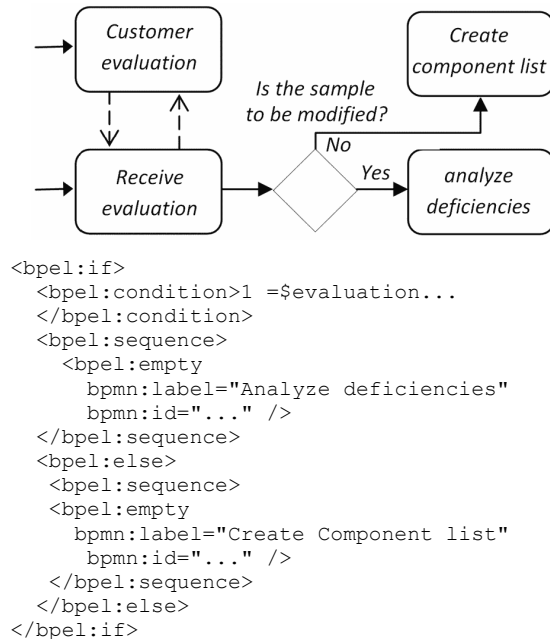 Customer
evaluation
Create
component list
Is the sample
to be modified?
No
Receive
evaluation
Yes
analyze
deficiencies
<bpel:if>
  <bpel:condition>1 =$evaluation...
  </bpel:condition>
  <bpel:sequence>
    <bpel:empty
      bpmn:label="Analyze deficiencies"
      bpmn:id="..." />
  </bpel:sequence>
  <bpel:else>
   <bpel:sequence>
   <bpel:empty
     bpmn:label="Create Component list"
      bpmn:id="..." />
   </bpel:sequence>
  </bpel:else>
</bpel:if>